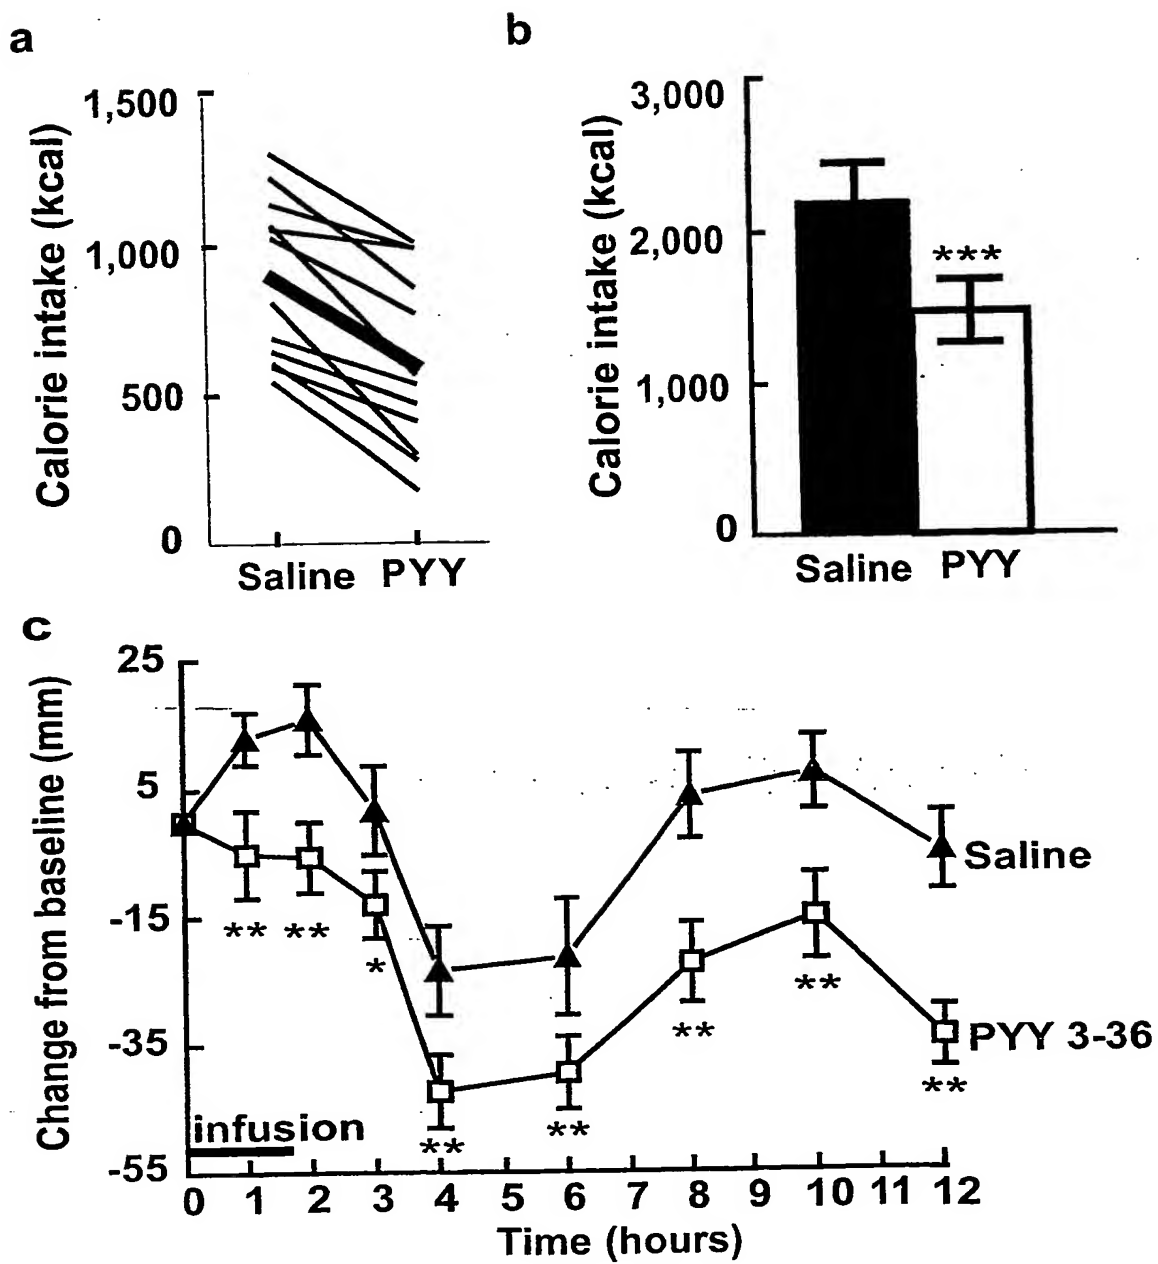 a
Calorie intake (kcal)
1,500
1,000
500
0
Saline PYY
b
Calorie intake (kcal)
3,000
2,000
1,000
0
***
Saline PYY
c
Change from baseline (mm)
25
5
-15
-35
-55
** ** * ** ** ** ** **
Saline
PYY 3-36
infusion
0 1 2 3 4 5 6 7 8 9 10 11 12
Time (hours)